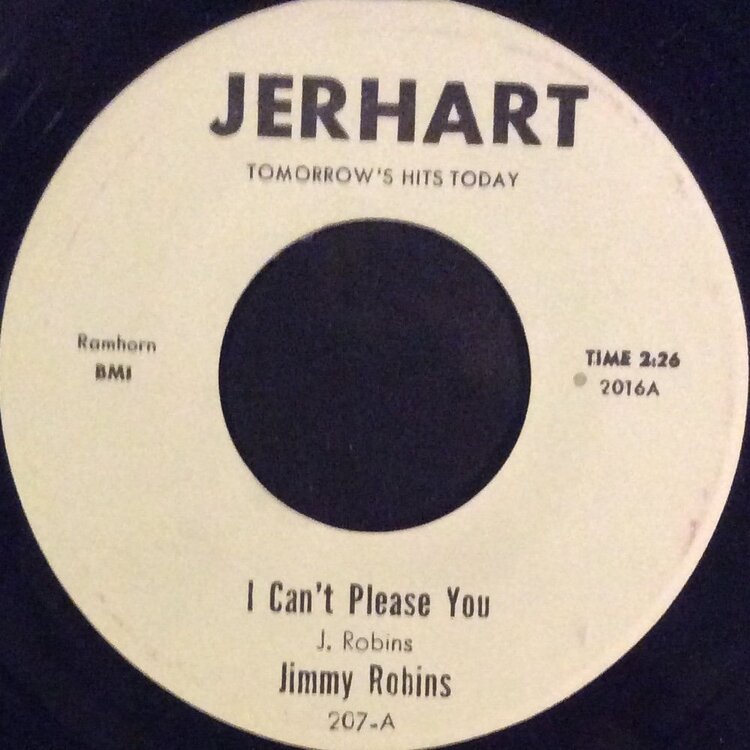 JERHART
TOMORROW'S HITS TODAY
Ramhorn
BMI
TIME 2:26
2016A
I Can't Please You
J. Robins
Jimmy Robins
207-A